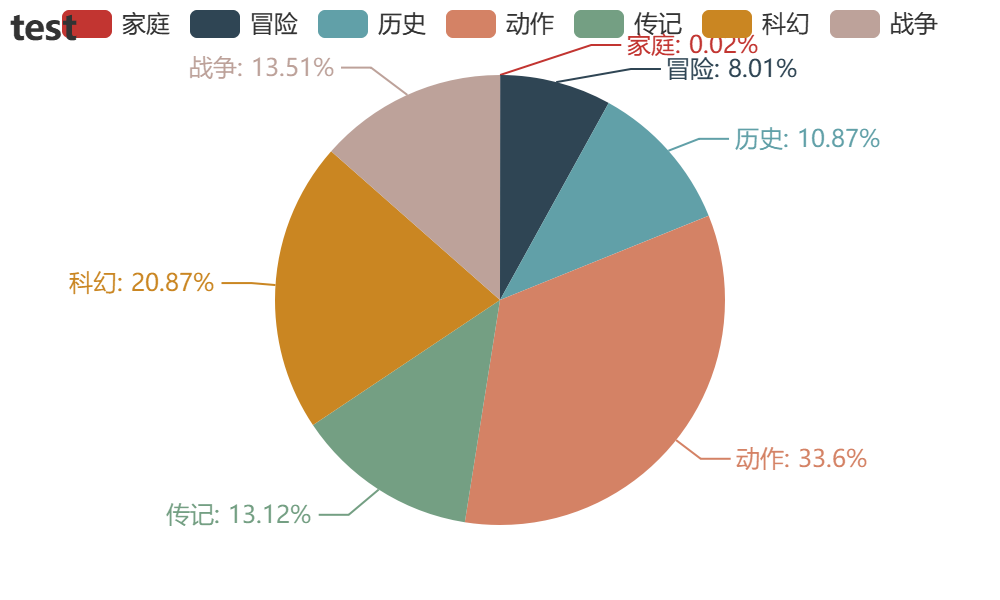 test 家庭 冒险 历史 动作 传记 科幻 战争
家庭: 0.02%
战争: 13.51%
冒险: 8.01%
历史: 10.87%
科幻: 20.87%
动作: 33.6%
传记: 13.12%